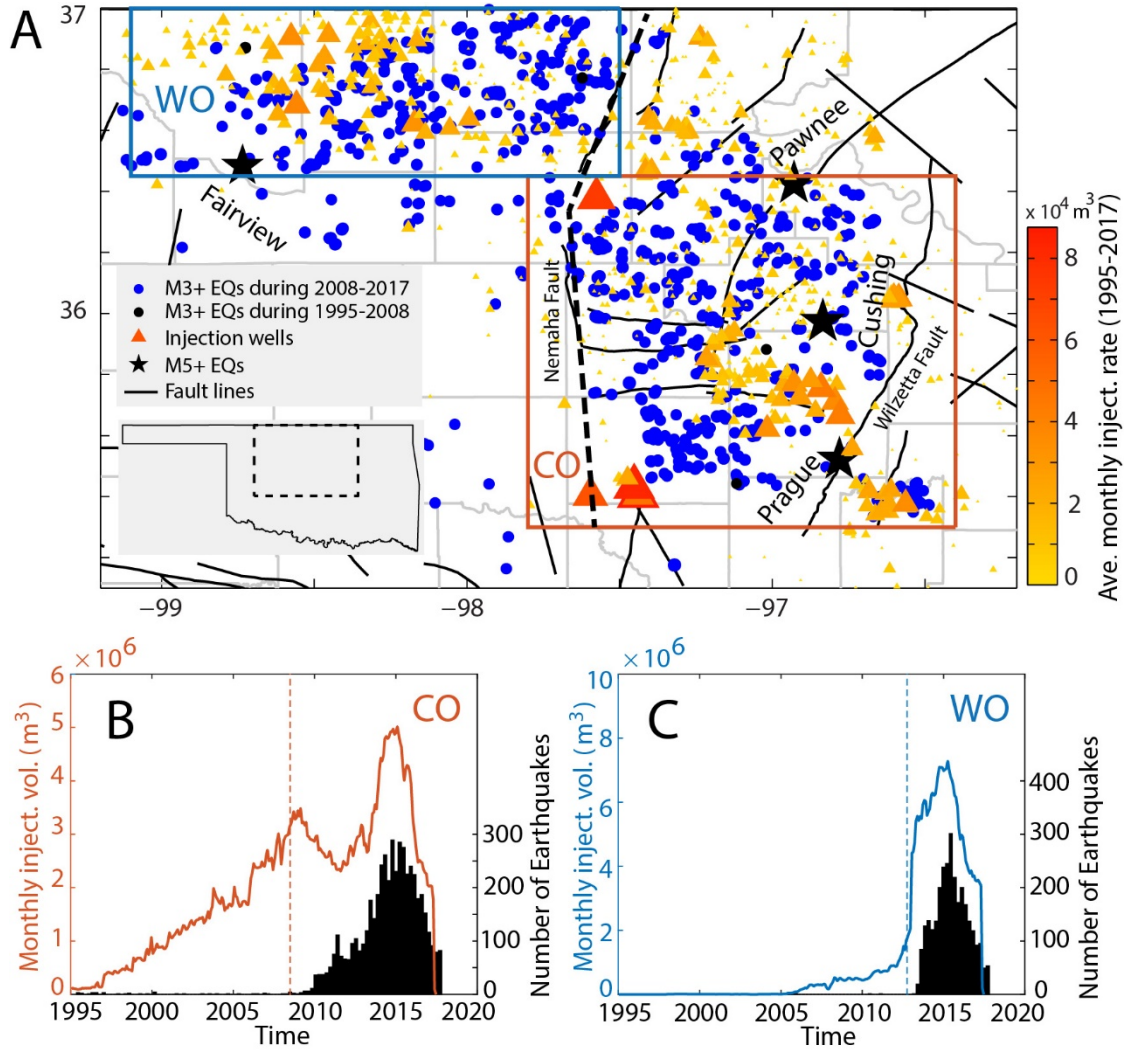 A
37
36
WO
Fairview
Pawnee
Cushing
Nemaha Fault
Wilzetta Fault
Prague
CO
M3+ EQs during 2008-2017
M3+ EQs during 1995-2008
Injection wells
M5+ EQs
Fault lines
−99
−98
−97
x 10⁴ m³
8
6
4
2
0
Ave. monthly inject. rate (1995-2017)
×10⁶
B
CO
6
5
4
3
2
1
0
Monthly inject. vol. (m³)
300
200
100
0
Number of Earthquakes
1995
2000
2005
2010
2015
2020
Time
× 10⁶
C
WO
10
8
6
4
2
0
Monthly inject. vol. (m³)
400
300
200
100
0
Number of Earthquakes
1995
2000
2005
2010
2015
2020
Time